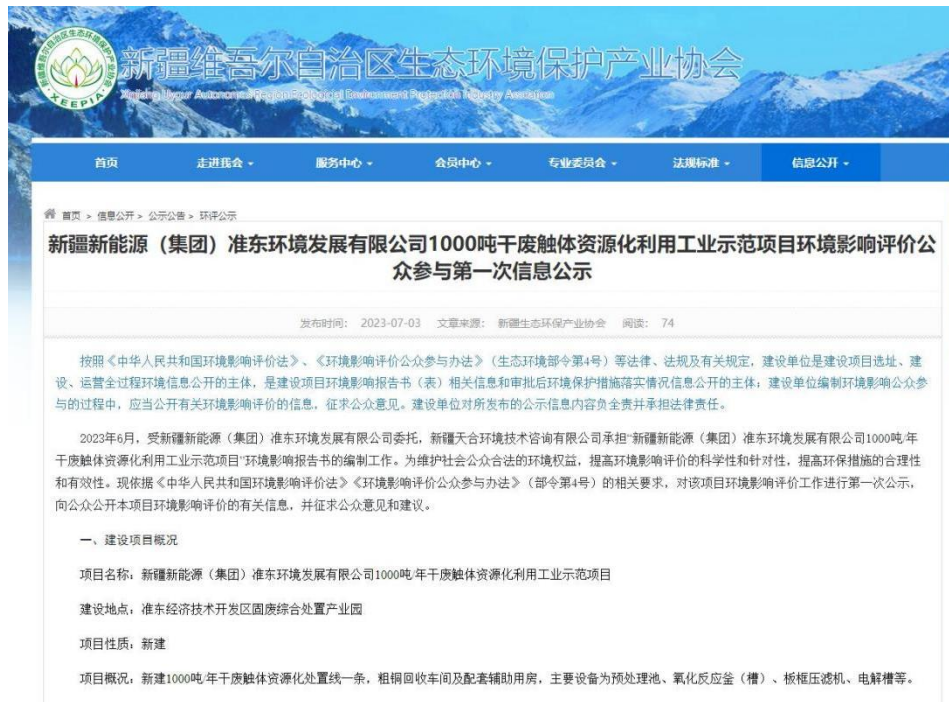 新疆维吾尔自治区生态环境保护产业协会
XEEPIA
首页 走进我会 服务中心 会员中心 专业委员会 法规标准 信息公开
首页 > 信息公开 > 公示公告 > 环评公示
新疆新能源（集团）准东环境发展有限公司1000吨干废触体资源化利用工业示范项目环境影响评价公
众参与第一次信息公示
发布时间： 2023-07-03 文章来源： 新疆生态环保产业协会 阅读： 74
按照《中华人民共和国环境影响评价法》、《环境影响评价公众参与办法》（生态环境部令第4号）等法律、法规及有关规定，建设单位是建设项目选址、建
设、运营全过程环境信息公开的主体，是建设项目环境影响报告书（表）相关信息和审批后环境保护措施落实情况信息公开的主体；建设单位编制环境影响公众参
与的过程中，应当公开有关环境影响评价的信息，征求公众意见。建设单位对所发布的公示信息内容负全责并承担法律责任。
2023年6月，受新疆新能源（集团）准东环境发展有限公司委托，新疆天合环境技术咨询有限公司承担“新疆新能源（集团）准东环境发展有限公司1000吨/年
干废触体资源化利用工业示范项目”环境影响报告书的编制工作。为维护社会公众合法的环境权益，提高环境影响评价的科学性和针对性，提高环保措施的合理性
和有效性。现依据《中华人民共和国环境影响评价法》《环境影响评价公众参与办法》（部令第4号）的相关要求，对该项目环境影响评价工作进行第一次公示，
向公众公开本项目环境影响评价的有关信息，并征求公众意见和建议。
一、建设项目概况
项目名称：新疆新能源（集团）准东环境发展有限公司1000吨/年干废触体资源化利用工业示范项目
建设地点：准东经济技术开发区固废综合处置产业园
项目性质：新建
项目概况：新建1000吨/年干废触体资源化处置线一条，粗铜回收车间及配套辅助用房，主要设备为预处理池、氧化反应釜（槽）、板框压滤机、电解槽等。